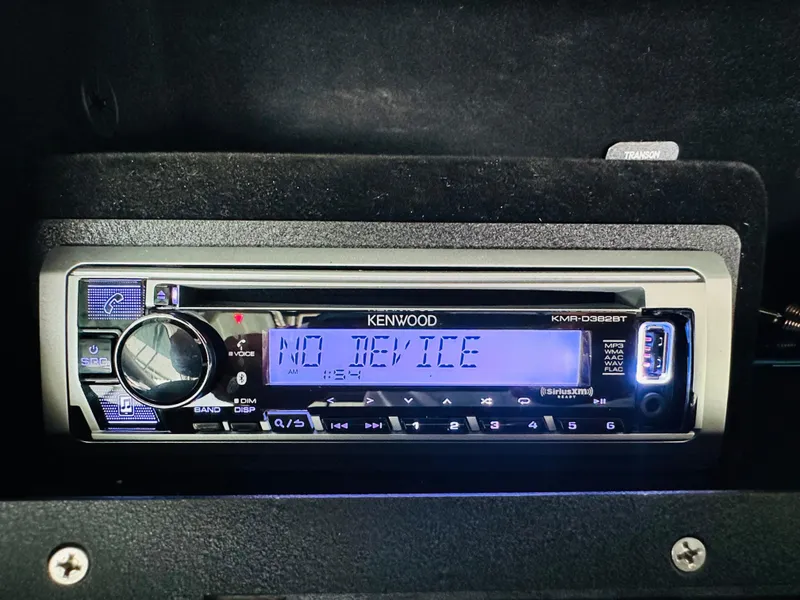 TRANSON
KENWOOD
KMR-D382BT
SRC
VOICE
NO DEVICE
AM 1:54
MP3
WMA
AAC
WAV
FLAC
((SiriusXM))
READY
BAND
DIM
DISP
1 2 3 4 5 6